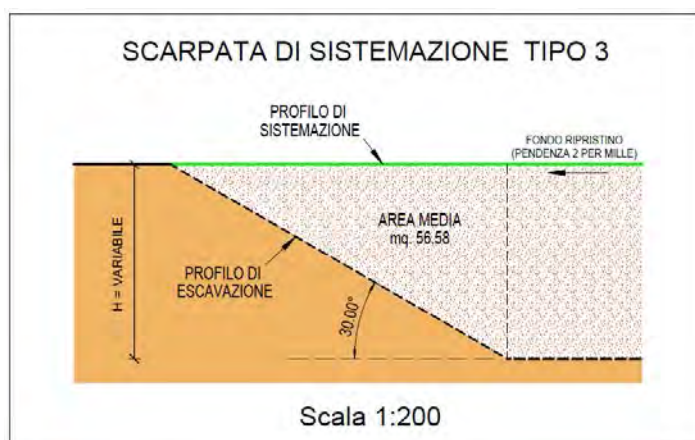 SCARPATA DI SISTEMAZIONE TIPO 3
PROFILO DI
SISTEMAZIONE
FONDO RIPRISTINO
(PENDENZA 2 PER MILLE)
AREA MEDIA
mq. 56.58
H = VARIABILE
PROFILO DI
ESCAVAZIONE
30.00°
Scala 1:200